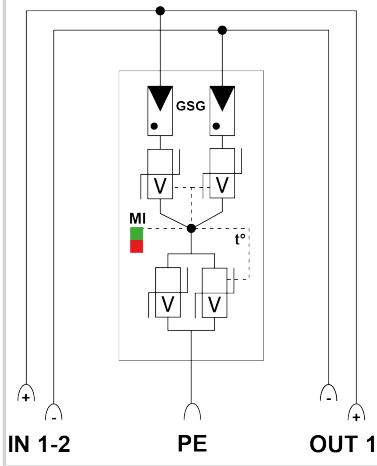 GSG
V V
MI
t°
V V
+ - - +
IN 1-2 PE OUT 1